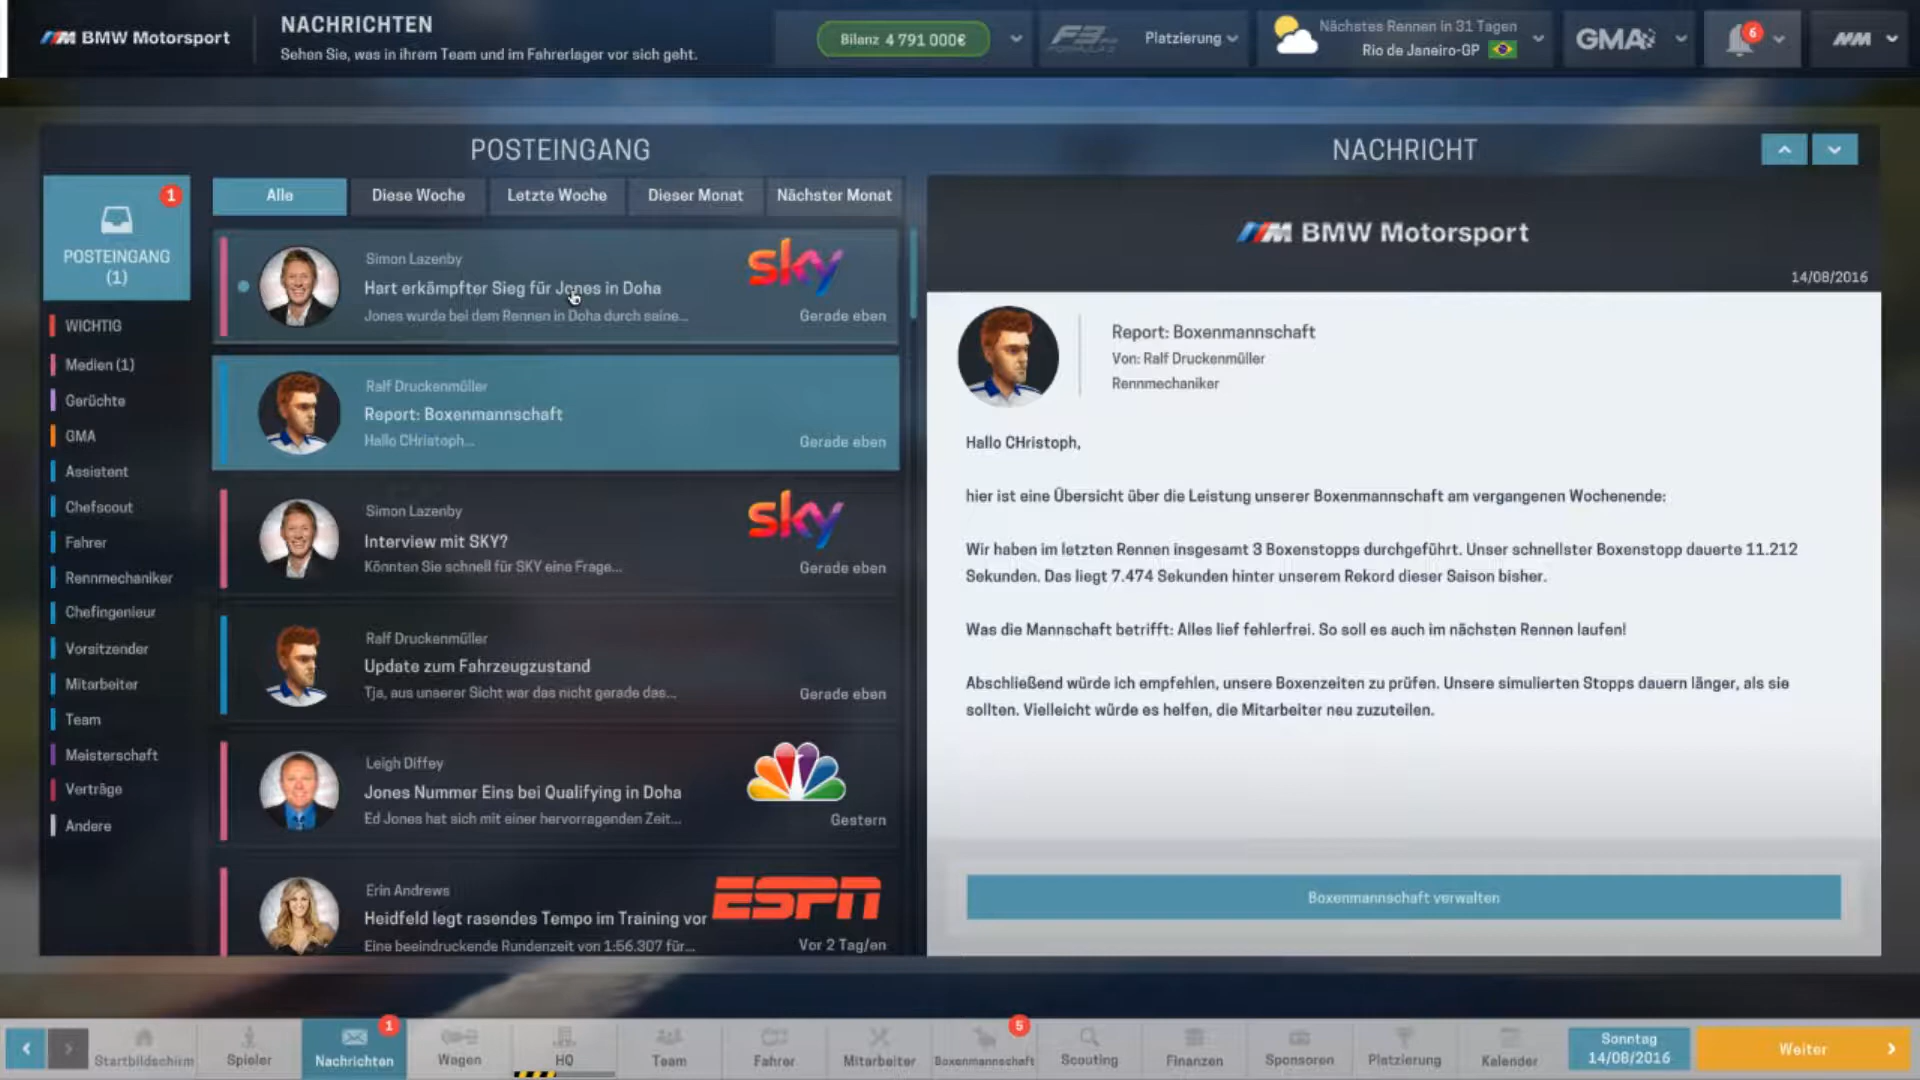 BMW Motorsport
NACHRICHTEN
Sehen Sie, was in ihrem Team und im Fahrerlager vor sich geht.
Bilanz 4 791 000€
F3
Platzierung
Nächstes Rennen in 31 Tagen
Rio de Janeiro-GP
GMA
6
POSTEINGANG
NACHRICHT
1
POSTEINGANG
(1)
WICHTIG
Medien (1)
Gerüchte
GMA
Assistent
Chefscout
Fahrer
Rennmechaniker
Chefingenieur
Vorsitzender
Mitarbeiter
Team
Meisterschaft
Verträge
Andere
Alle
Diese Woche
Letzte Woche
Dieser Monat
Nächster Monat
Simon Lazenby
Hart erkämpfter Sieg für Jones in Doha
Jones wurde bei dem Rennen in Doha durch seine...
sky
Gerade eben
Ralf Druckenmüller
Report: Boxenmannschaft
Hallo CHristoph...
Gerade eben
Simon Lazenby
Interview mit SKY?
Könnten Sie schnell für SKY eine Frage...
sky
Gerade eben
Ralf Druckenmüller
Update zum Fahrzeugzustand
Tja, aus unserer Sicht war das nicht gerade das...
Gerade eben
Leigh Diffey
Jones Nummer Eins bei Qualifying in Doha
Ed Jones hat sich mit einer hervorragenden Zeit...
Gestern
Erin Andrews
Heidfeld legt rasendes Tempo im Training vor
Eine beeindruckende Rundenzeit von 1:56.307 für...
ESPN
Vor 2 Tag/en
BMW Motorsport
14/08/2016
Report: Boxenmannschaft
Von: Ralf Druckenmüller
Rennmechaniker
Hallo CHristoph,
hier ist eine Übersicht über die Leistung unserer Boxenmannschaft am vergangenen Wochenende:
Wir haben im letzten Rennen insgesamt 3 Boxenstopps durchgeführt. Unser schnellster Boxenstopp dauerte 11.212
Sekunden. Das liegt 7.474 Sekunden hinter unserem Rekord dieser Saison bisher.
Was die Mannschaft betrifft: Alles lief fehlerfrei. So soll es auch im nächsten Rennen laufen!
Abschließend würde ich empfehlen, unsere Boxenzeiten zu prüfen. Unsere simulierten Stopps dauern länger, als sie
sollten. Vielleicht würde es helfen, die Mitarbeiter neu zuzuteilen.
Boxenmannschaft verwalten
Startbildschirm
Spieler
1
Nachrichten
Wagen
HQ
Team
Fahrer
Mitarbeiter
5
Boxenmannschaft
Scouting
Finanzen
Sponsoren
Platzierung
Kalender
Sonntag
14/08/2016
Weiter